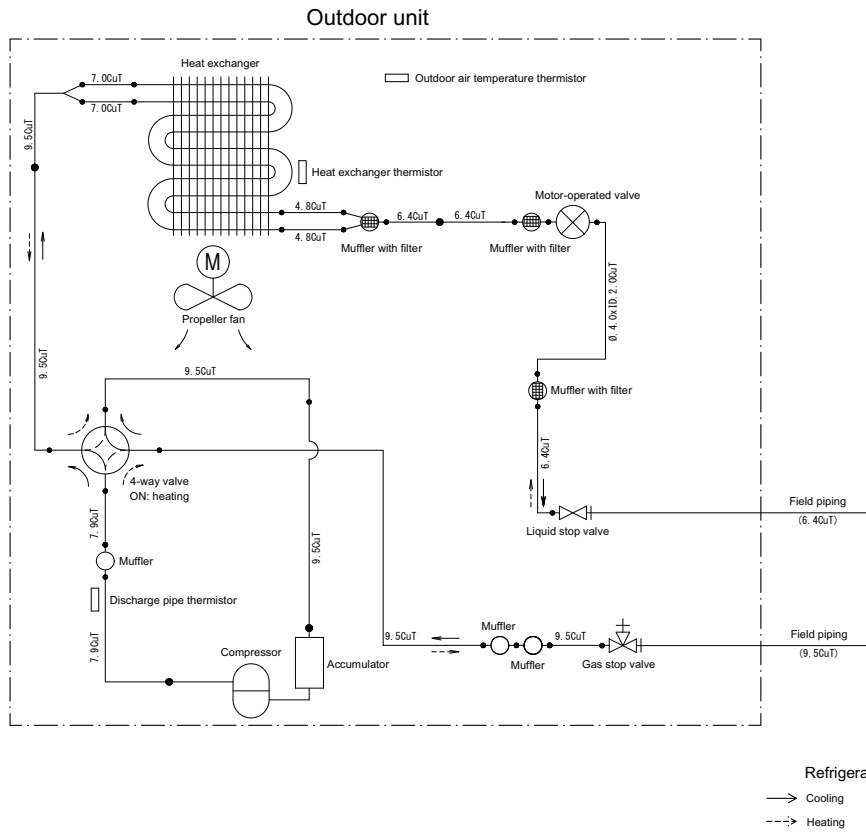 Outdoor unit
Heat exchanger
Outdoor air temperature thermistor
7.0CuT
7.0CuT
9.5CuT
Heat exchanger thermistor
Motor-operated valve
4.8CuT
6.4CuT
6.4CuT
4.8CuT
Muffler with filter
Muffler with filter
M
Propeller fan
Ø.4.0xID.2.0CuT
9.5CuT
9.5CuT
Muffler with filter
6.4CuT
4-way valve
ON: heating
7.9CuT
Field piping
(6.4CuT)
Liquid stop valve
9.5CuT
Muffler
Discharge pipe thermistor
7.9CuT
Compressor
Accumulator
9.5CuT
Muffler
Muffler
9.5CuT
Gas stop valve
Field piping
(9.5CuT)
Refrigera
Cooling
Heating